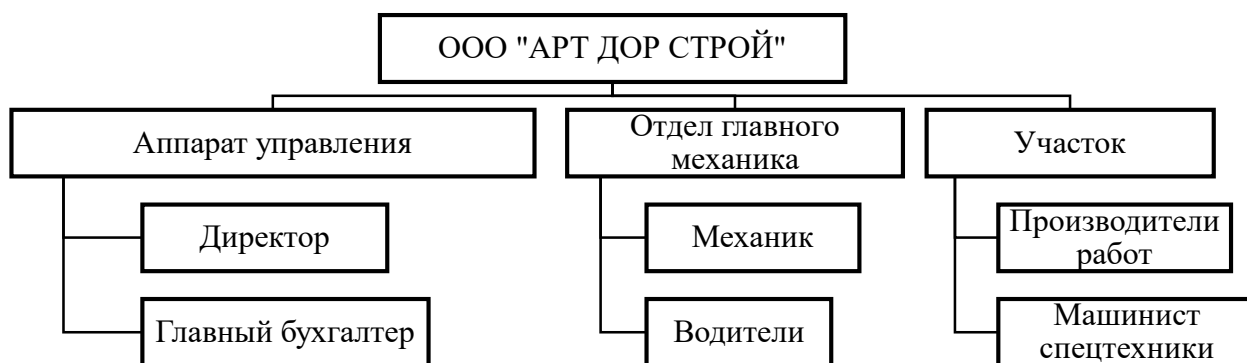 ООО "АРТ ДОР СТРОЙ"
Аппарат управления
Отдел главного
механика
Участок
Директор
Механик
Производители
работ
Главный бухгалтер
Водители
Машинист
спецтехники